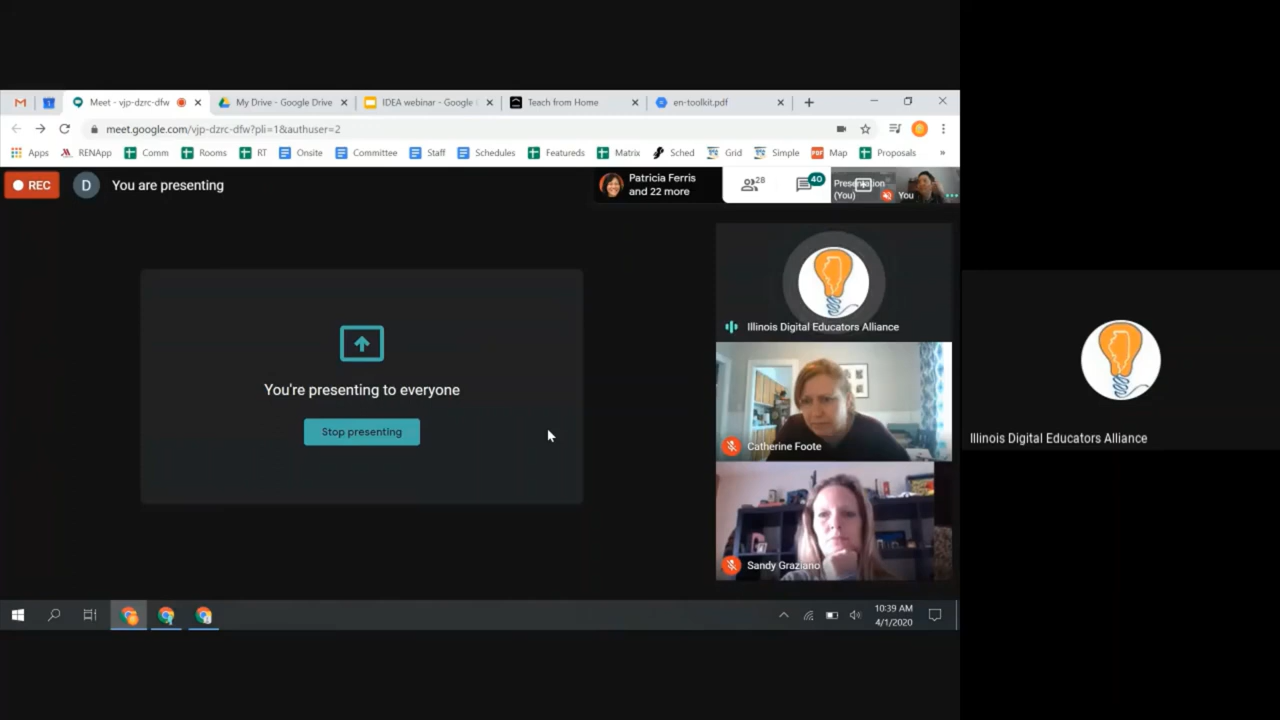 Meet - vjp-dzrc-dfw
My Drive - Google Drive
IDEA webinar - Google
Teach from Home
en-toolkit.pdf
meet.google.com/vjp-dzrc-dfw?pli=1&authuser=2
Apps
RENApp
Comm
Rooms
RT
Onsite
Committee
Staff
Schedules
Featureds
Matrix
Sched
Grid
Simple
Map
Proposals
»
REC
D
You are presenting
Patricia Ferris
and 22 more
28
40
Presentation
(You)
You
Illinois Digital Educators Alliance
You're presenting to everyone
Stop presenting
Catherine Foote
Illinois Digital Educators Alliance
Sandy Graziano
10:39 AM
4/1/2020